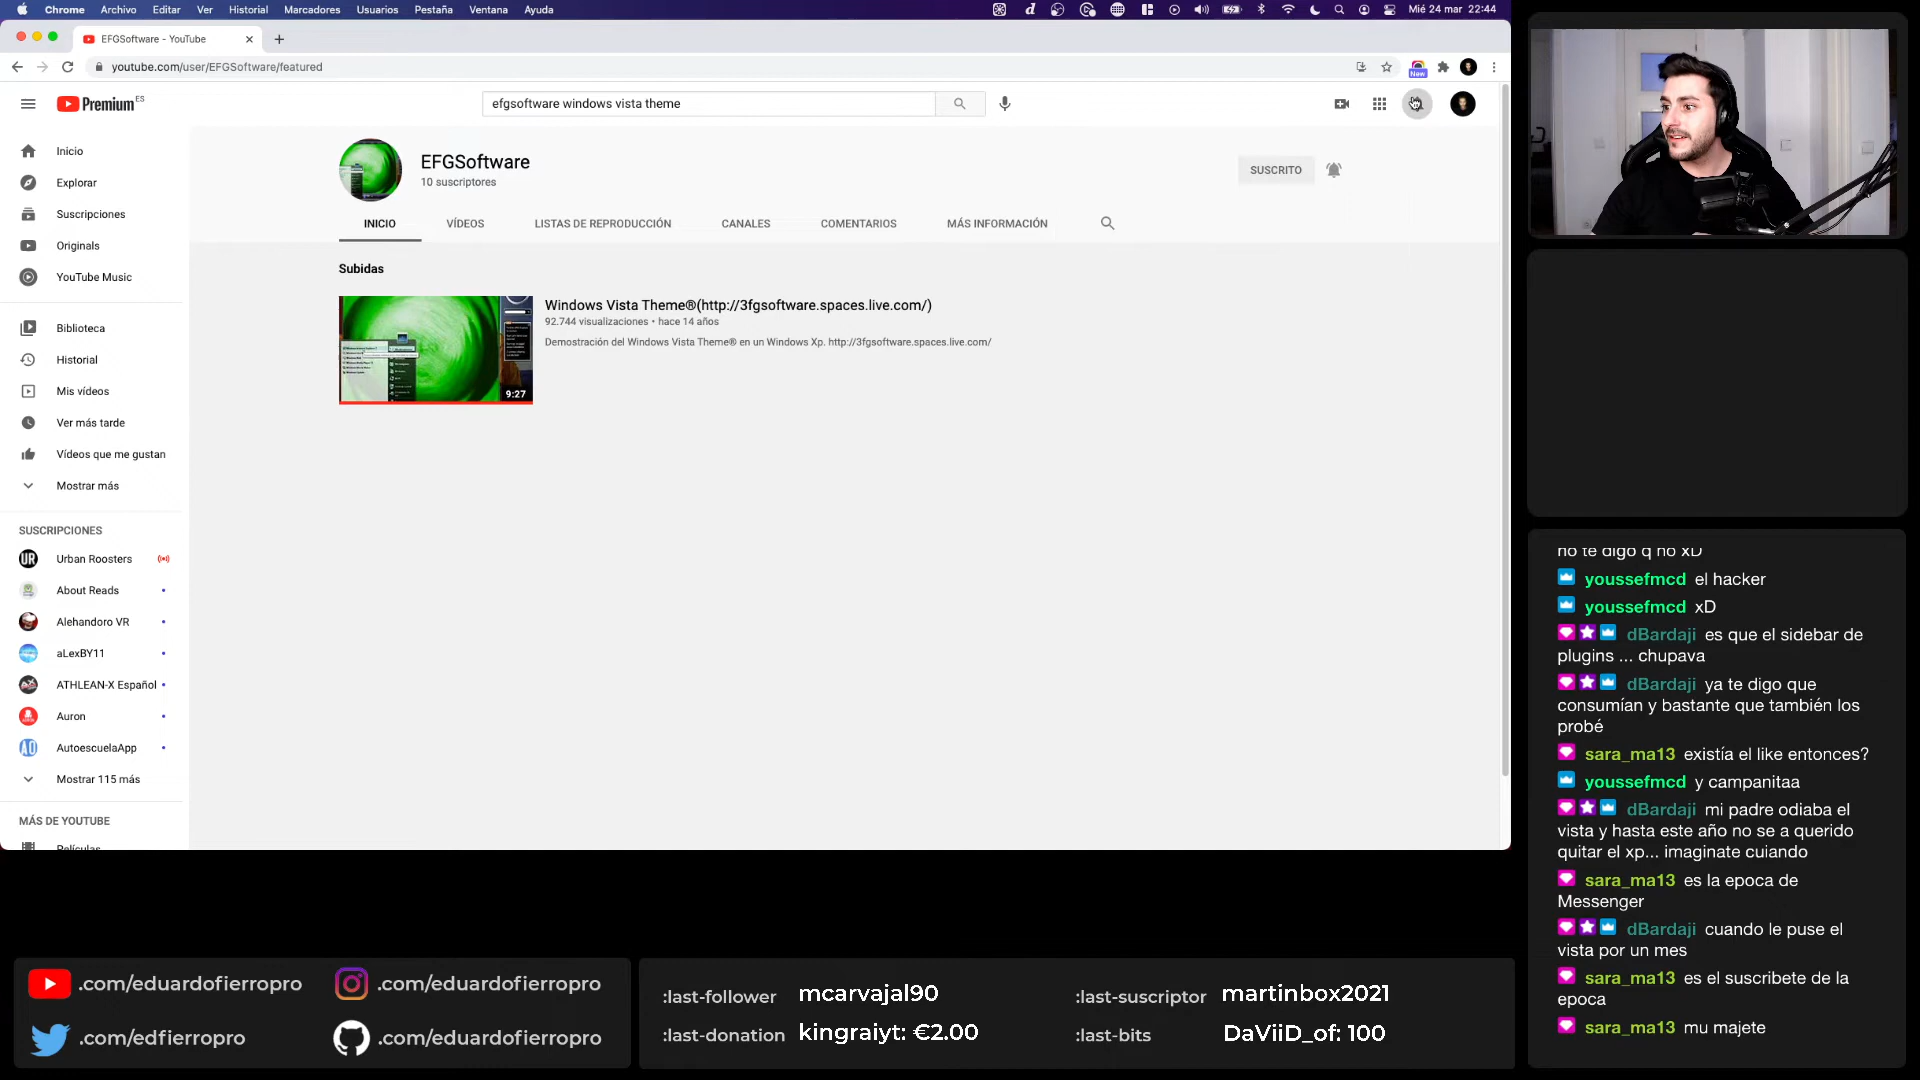 Chrome Archivo Editar Ver Historial Marcadores Usuarios Pestaña Ventana Ayuda
Mié 24 mar 22:44
EFGSoftware - YouTube
youtube.com/user/EFGSoftware/featured
New
Premium ES
efgsoftware windows vista theme
Inicio
Explorar
Suscripciones
Originals
YouTube Music
Biblioteca
Historial
Mis vídeos
Ver más tarde
Vídeos que me gustan
Mostrar más
SUSCRIPCIONES
UR Urban Roosters
About Reads
Alehandoro VR
aLexBY11
ATHLEAN-X Español
Auron
AO AutoescuelaApp
Mostrar 115 más
MÁS DE YOUTUBE
Películas
EFGSoftware
10 suscriptores
SUSCRITO
INICIO VÍDEOS LISTAS DE REPRODUCCIÓN CANALES COMENTARIOS MÁS INFORMACIÓN
Subidas
9:27
Windows Vista Theme®(http://3fgsoftware.spaces.live.com/)
92.744 visualizaciones • hace 14 años
Demostración del Windows Vista Theme® en un Windows Xp. http://3fgsoftware.spaces.live.com/
no te digo q no xD
youssefmcd el hacker
youssefmcd xD
dBardaji es que el sidebar de
plugins ... chupava
dBardaji ya te digo que
consumían y bastante que también los
probé
sara_ma13 existía el like entonces?
youssefmcd y campanitaa
dBardaji mi padre odiaba el
vista y hasta este año no se a querido
quitar el xp... imaginate cuiando
sara_ma13 es la epoca de
Messenger
dBardaji cuando le puse el
vista por un mes
sara_ma13 es el suscribete de la
epoca
sara_ma13 mu majete
.com/eduardofierropro
.com/eduardofierropro
.com/edfierropro
.com/eduardofierropro
:last-follower mcarvajal90
:last-suscriptor martinbox2021
:last-donation kingraiyt: €2.00
:last-bits DaViiD_of: 100